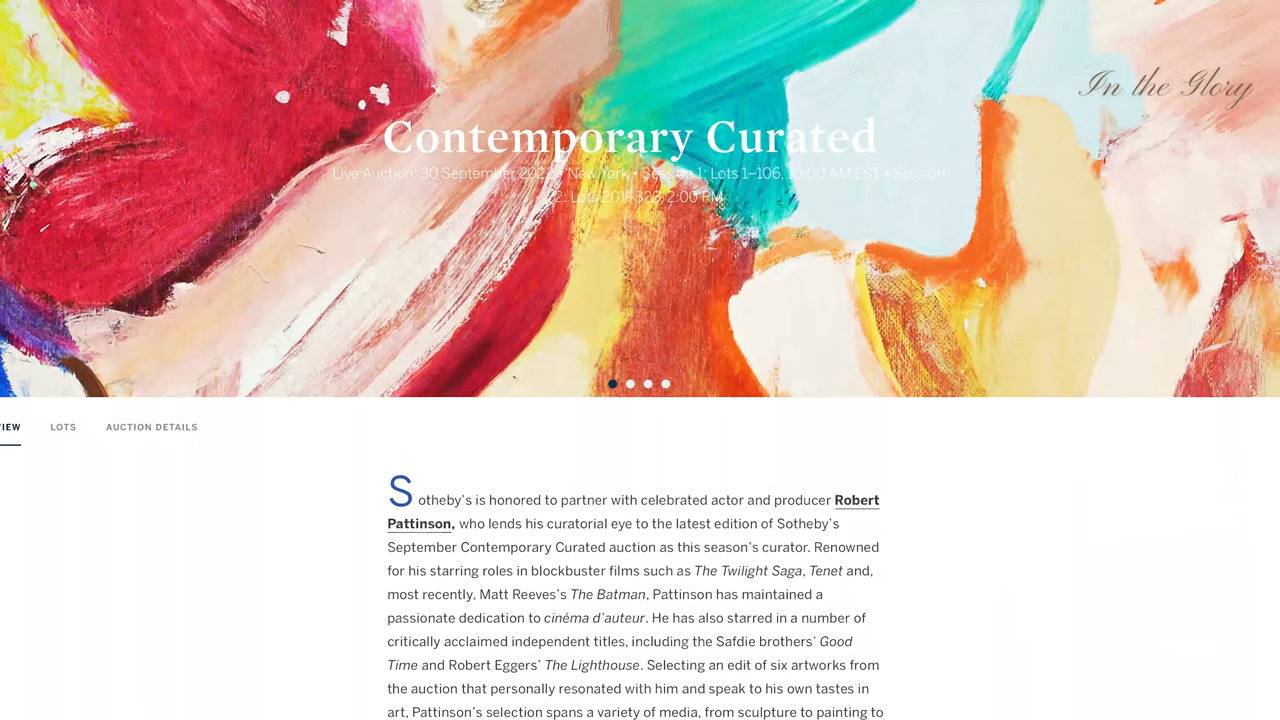 In the Glory
Contemporary Curated
Live Auction: 30 September 2022 • New York • Session 1: Lots 1–106, 10:00 AM EST • Session
2: Lots 201–323, 2:00 PM
VIEW LOTS AUCTION DETAILS
Sotheby's is honored to partner with celebrated actor and producer Robert
Pattinson, who lends his curatorial eye to the latest edition of Sotheby's
September Contemporary Curated auction as this season's curator. Renowned
for his starring roles in blockbuster films such as The Twilight Saga, Tenet and,
most recently, Matt Reeves's The Batman, Pattinson has maintained a
passionate dedication to cinéma d'auteur. He has also starred in a number of
critically acclaimed independent titles, including the Safdie brothers' Good
Time and Robert Eggers' The Lighthouse. Selecting an edit of six artworks from
the auction that personally resonated with him and speak to his own tastes in
art, Pattinson's selection spans a variety of media, from sculpture to painting to